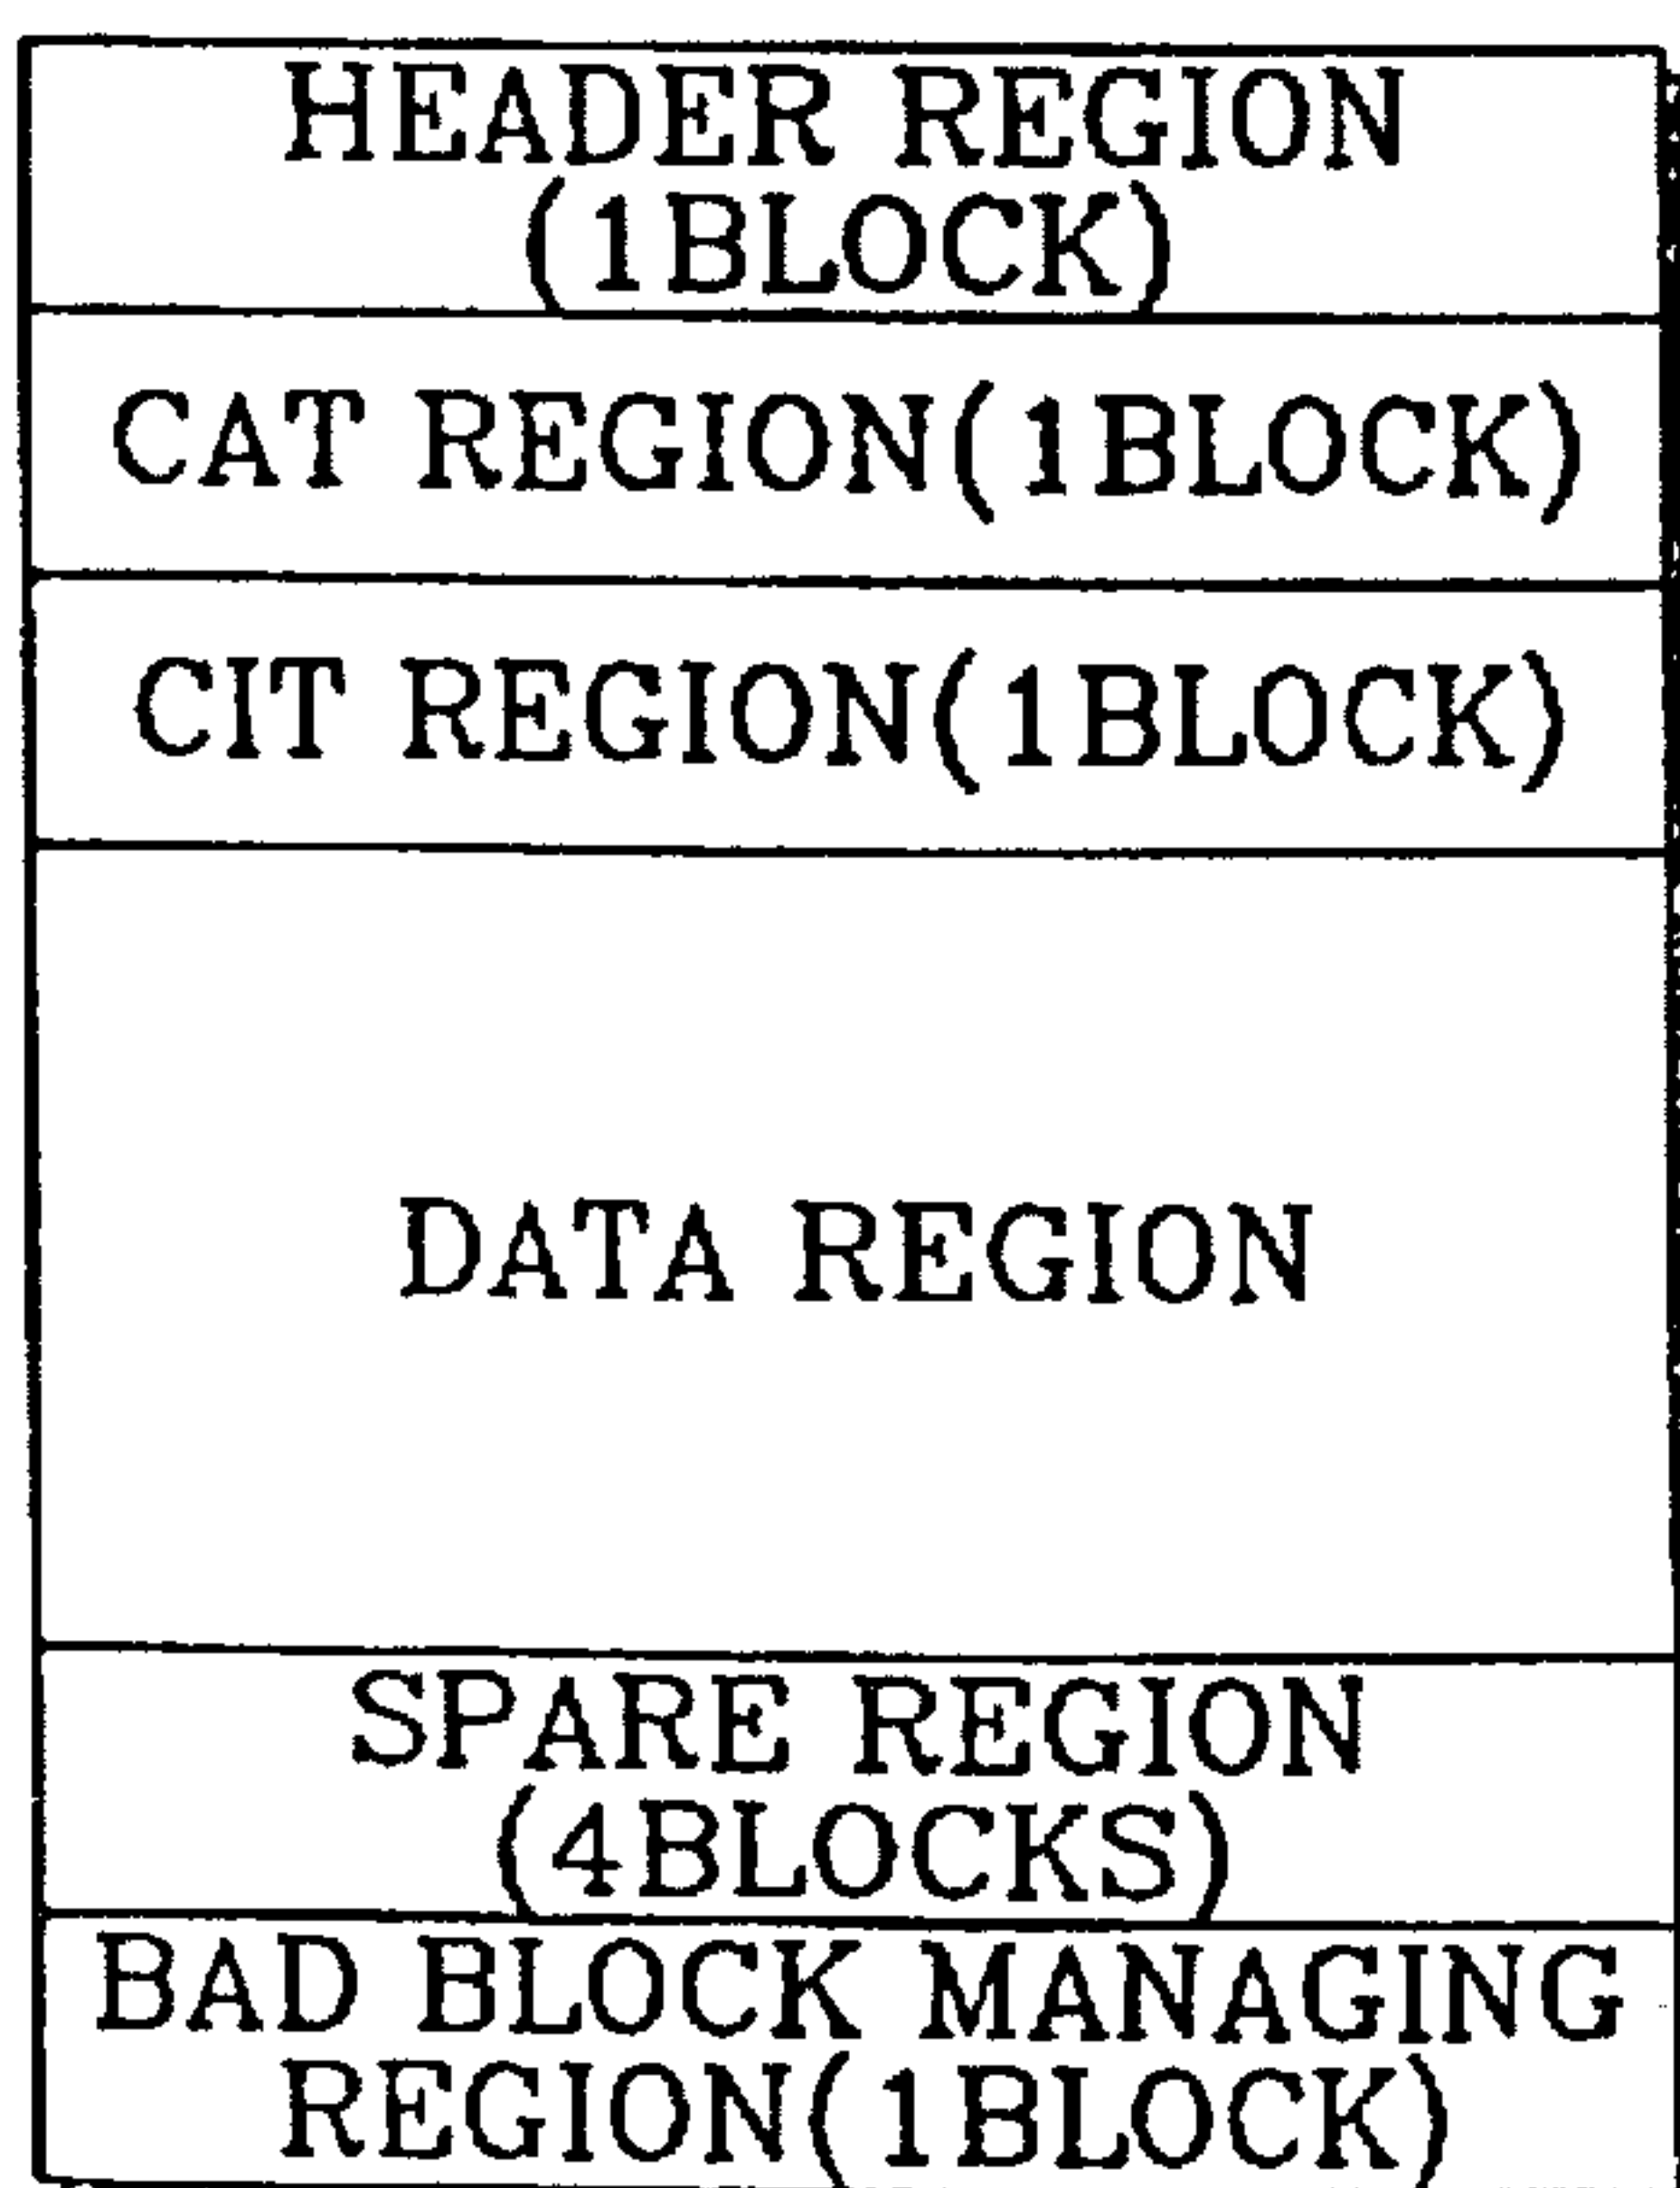 HEADER REGION
(1BLOCK)
CAT REGION(1BLOCK)
CIT REGION(1BLOCK)
DATA REGION
SPARE REGION
(4BLOCKS)
BAD BLOCK MANAGING
REGION(1BLOCK)